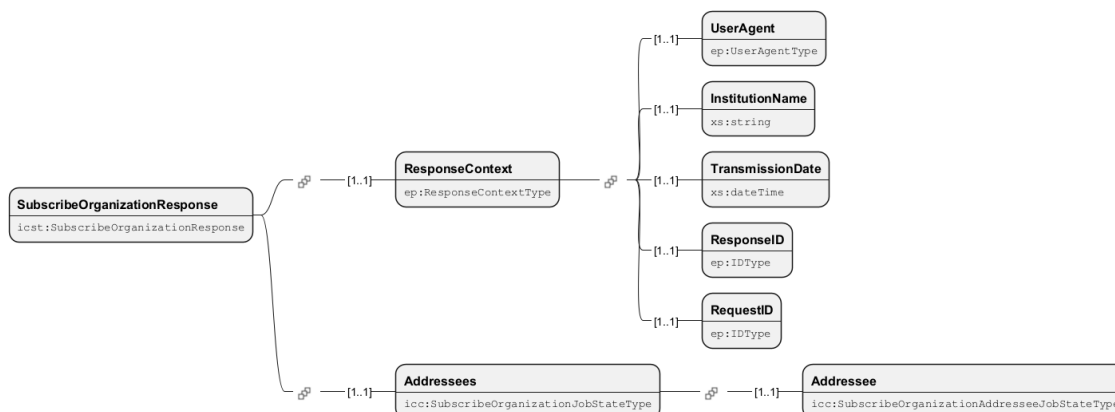 UserAgent
[1..1]
ep:UserAgentType
InstitutionName
[1..1]
xs:string
ResponseContext
[1..1]
ep:ResponseContextType
TransmissionDate
[1..1]
xs:dateTime
SubscribeOrganizationResponse
icst:SubscribeOrganizationResponse
ResponseID
[1..1]
ep:IDType
RequestID
[1..1]
ep:IDType
Addressees
[1..1]
icc:SubscribeOrganizationJobStateType
Addressee
[1..1]
icc:SubscribeOrganizationAddresseeJobStateType